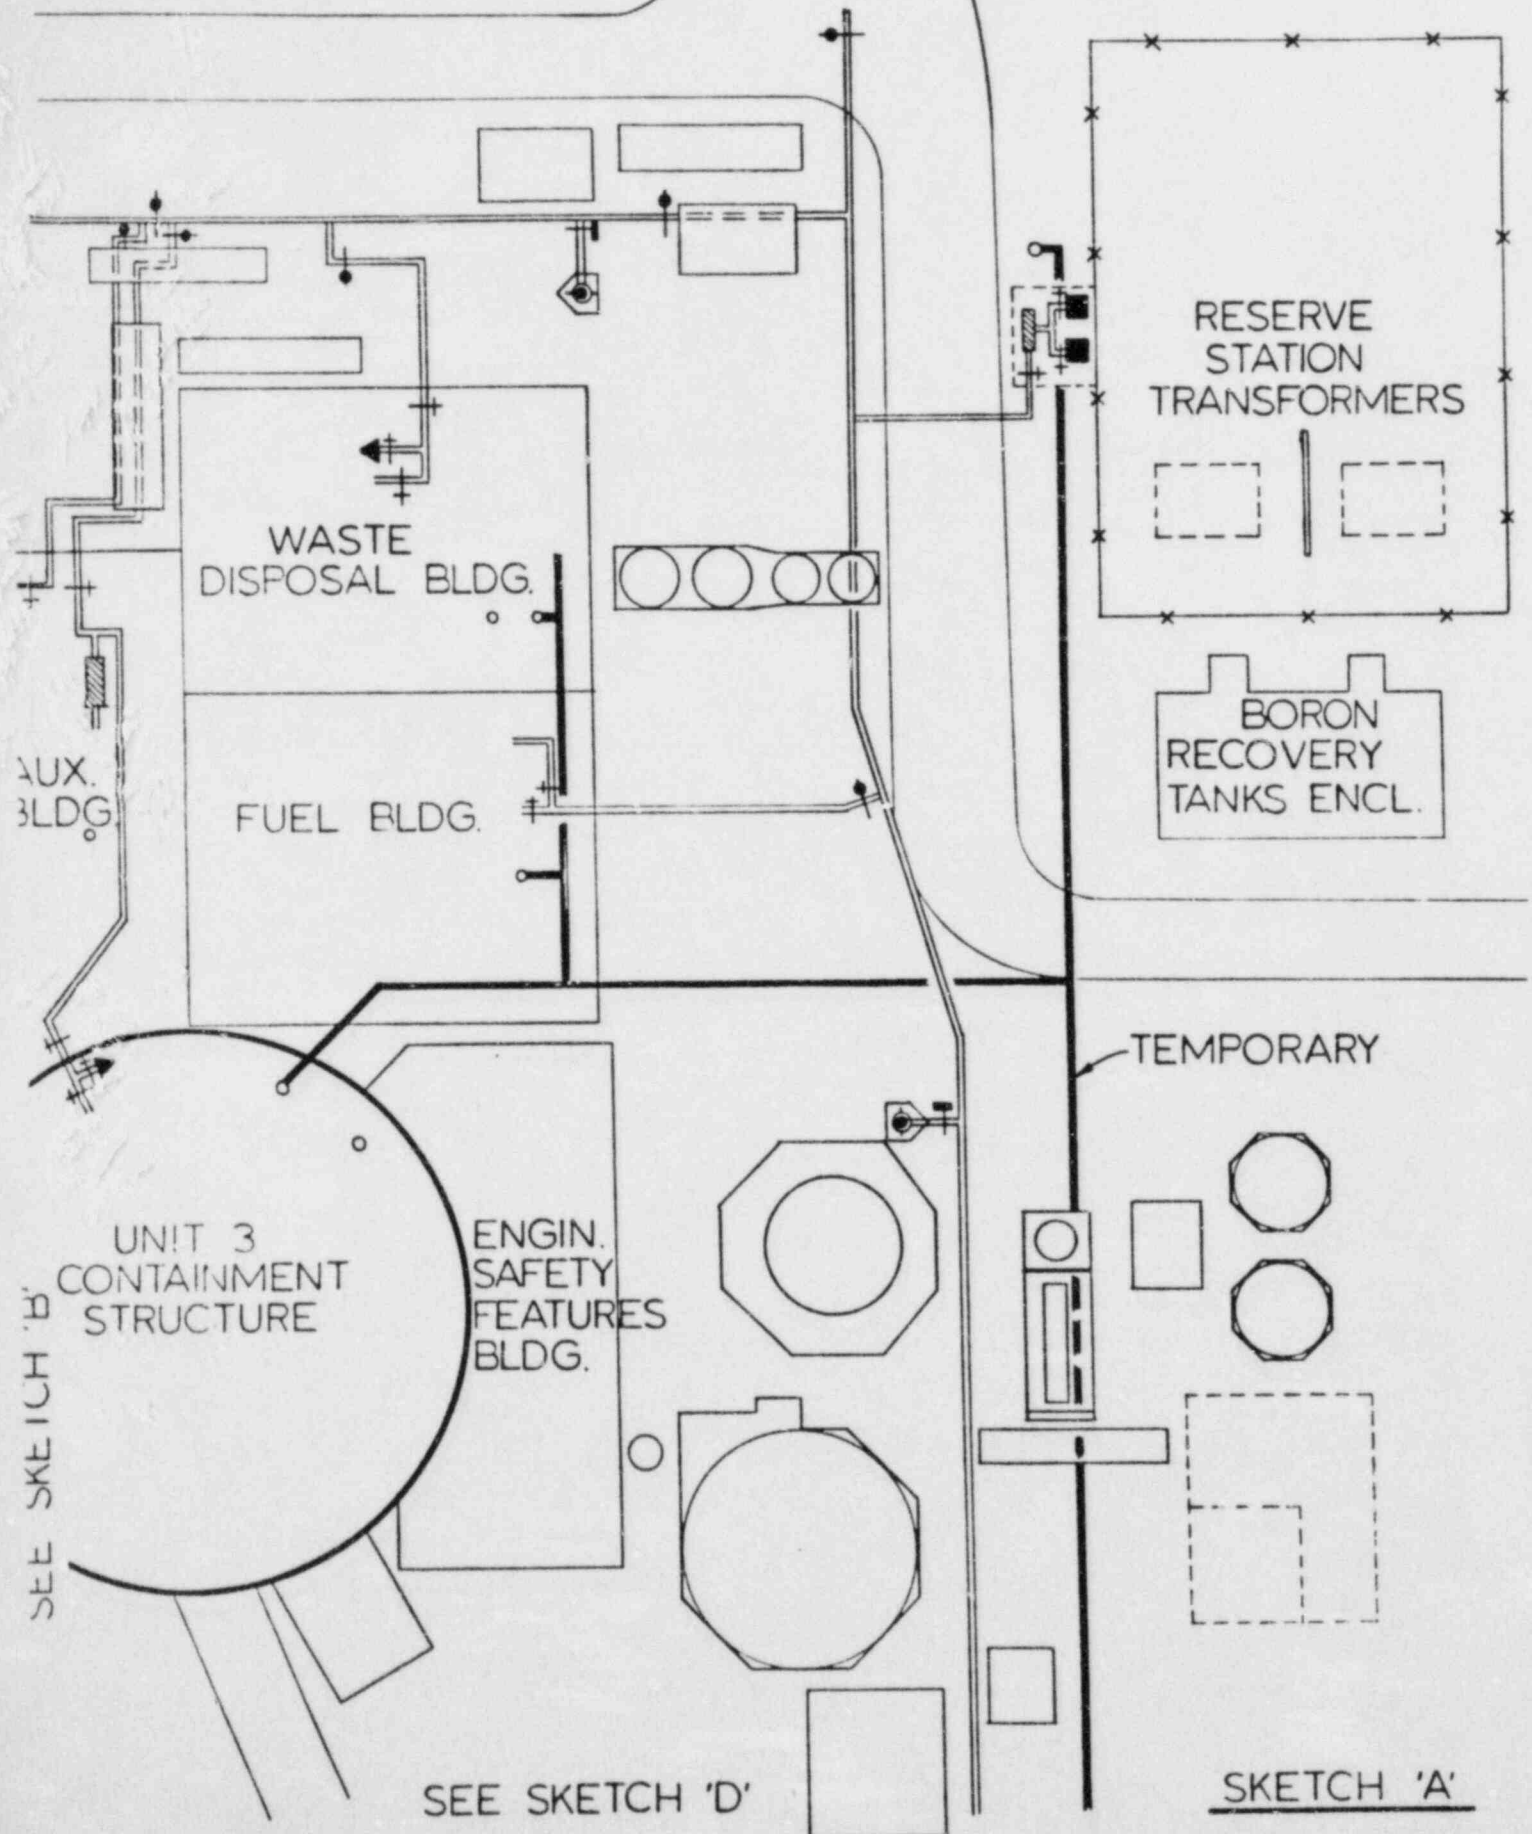 RESERVE
STATION
TRANSFORMERS
WASTE
DISPOSAL BLDG.
BORON
RECOVERY
TANKS ENCL.
AUX.
BLDG
FUEL BLDG.
TEMPORARY
UNIT 3
CONTAINMENT
STRUCTURE
ENGIN.
SAFETY
FEATURES
BLDG.
SEE SKETCH 'B'
SEE SKETCH 'D'
SKETCH 'A'